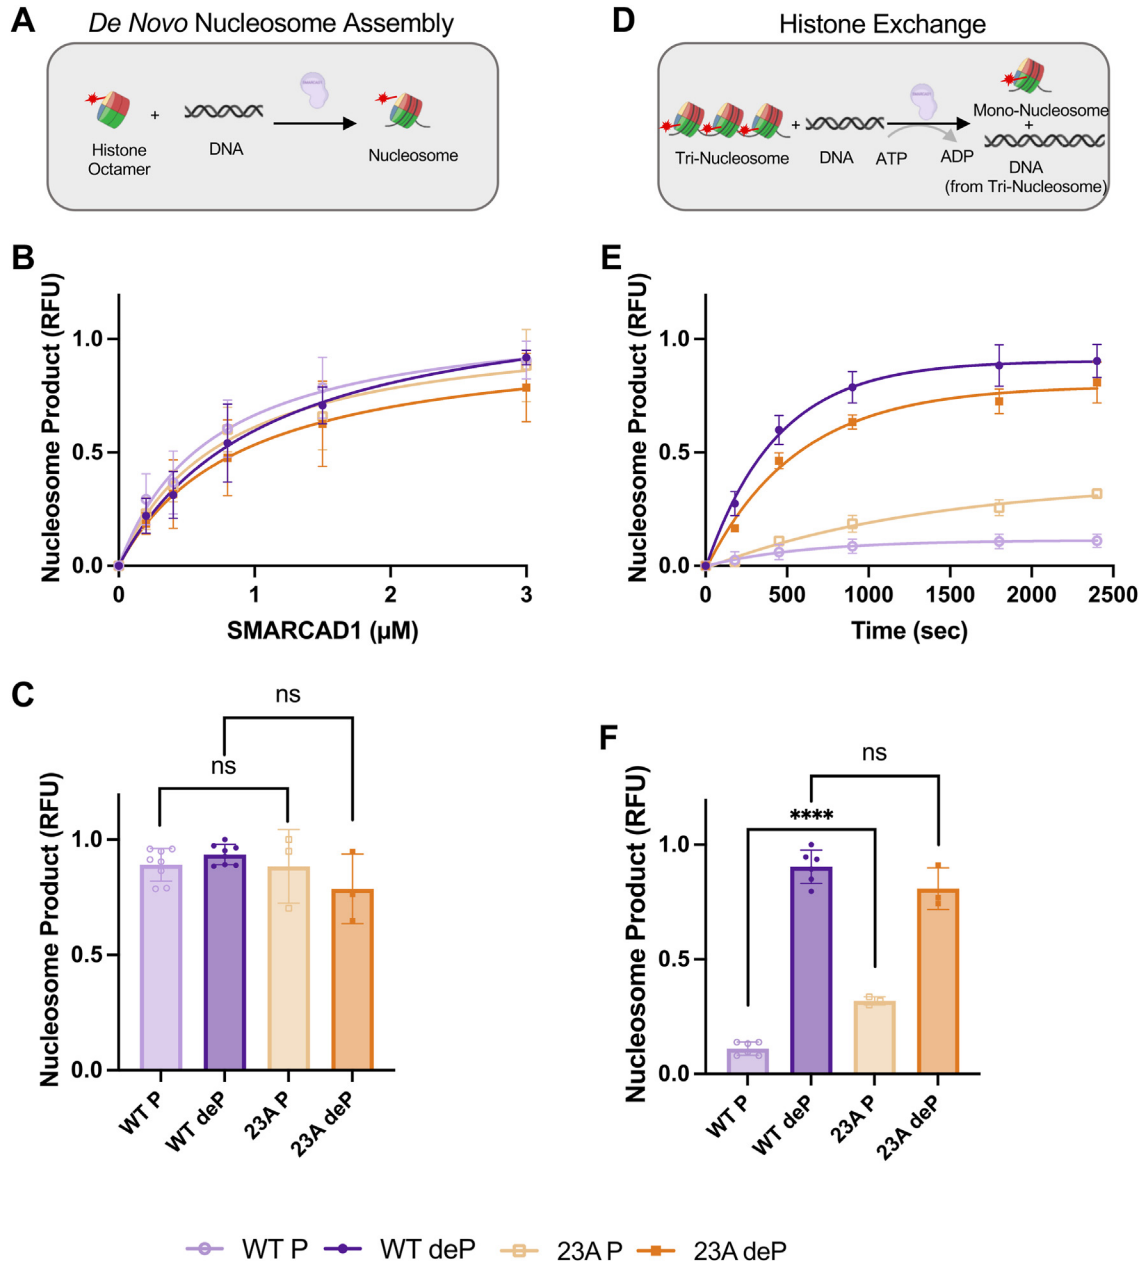 A
De Novo Nucleosome Assembly
Histone
Octamer
+
DNA
Nucleosome
D
Histone Exchange
Tri-Nucleosome
+
DNA
ATP
ADP
Mono-Nucleosome
+
DNA
(from Tri-Nucleosome)
B
Nucleosome Product (RFU)
1.0
0.5
0.0
0
1
2
3
SMARCAD1 (µM)
E
Nucleosome Product (RFU)
1.0
0.5
0.0
0
500
1000
1500
2000
2500
Time (sec)
C
ns
ns
Nucleosome Product (RFU)
1.0
0.5
0.0
WT P
WT deP
23A P
23A deP
F
ns
****
Nucleosome Product (RFU)
1.0
0.5
0.0
WT P
WT deP
23A P
23A deP
WT P
WT deP
23A P
23A deP